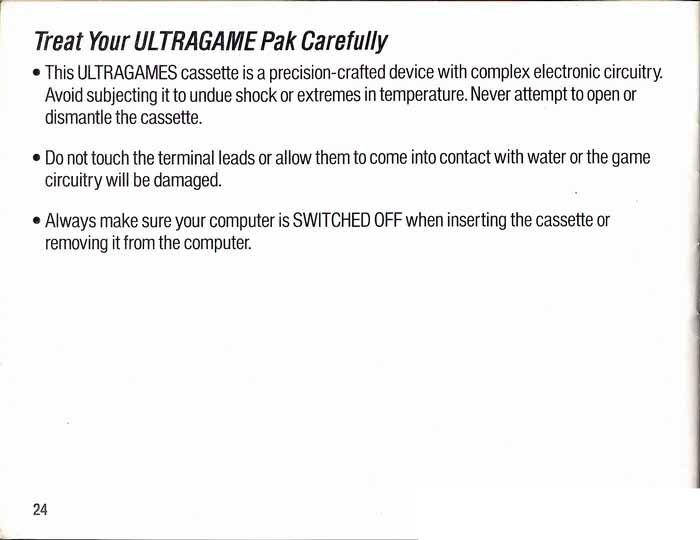 Treat Your ULTRAGAME Pak Carefully
• This ULTRAGAMES cassette is a precision-crafted device with complex electronic circuitry.
Avoid subjecting it to undue shock or extremes in temperature. Never attempt to open or
dismantle the cassette.
• Do not touch the terminal leads or allow them to come into contact with water or the game
circuitry will be damaged.
• Always make sure your computer is SWITCHED OFF when inserting the cassette or
removing it from the computer.
24